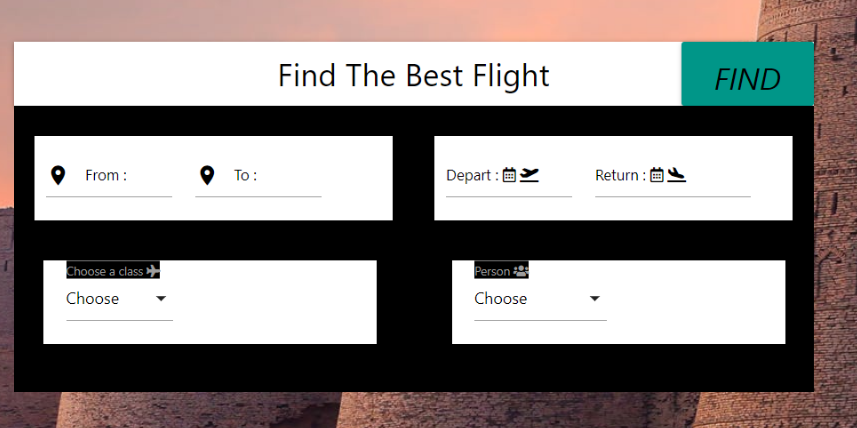 Find The Best Flight
FIND
From :
To :
Depart :
Return :
Choose a class
Choose
Person
Choose